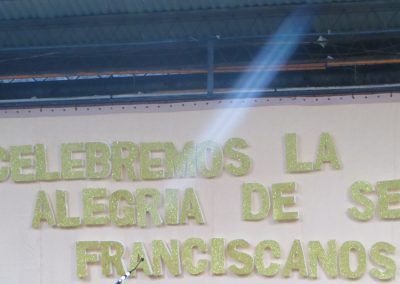 CELEBREMOS LA
ALEGRIA DE SE
FRANCISCANOS